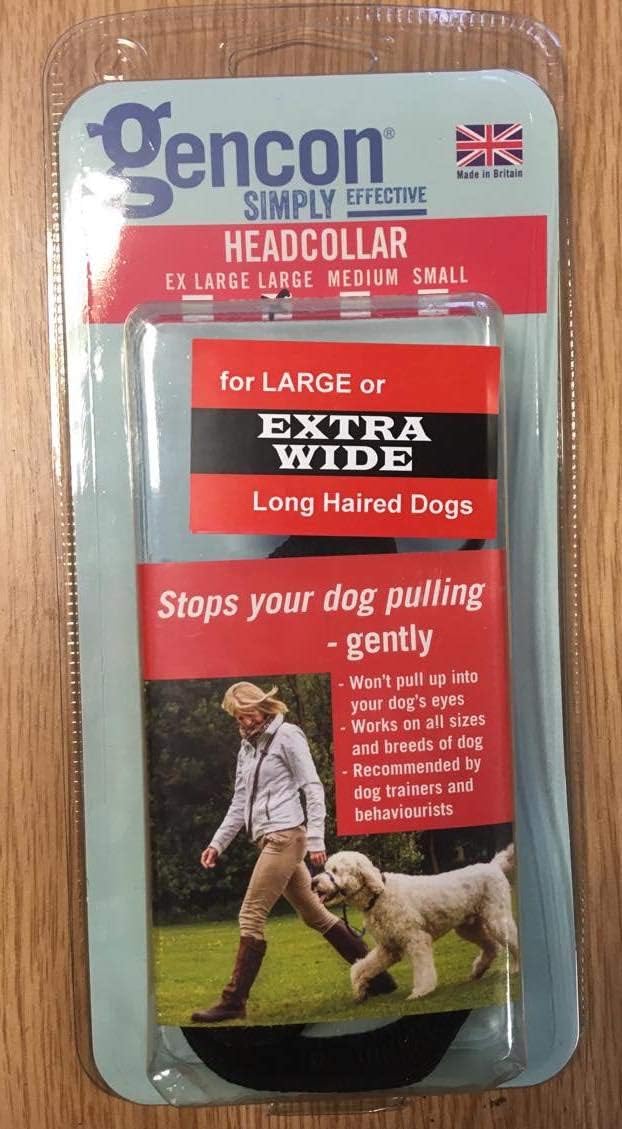 gencon®
SIMPLY EFFECTIVE
Made in Britain
HEADCOLLAR
EX LARGE LARGE MEDIUM SMALL
for LARGE or
EXTRA
WIDE
Long Haired Dogs
Stops your dog pulling
- gently
- Won't pull up into
your dog's eyes
- Works on all sizes
and breeds of dog
- Recommended by
dog trainers and
behaviourists